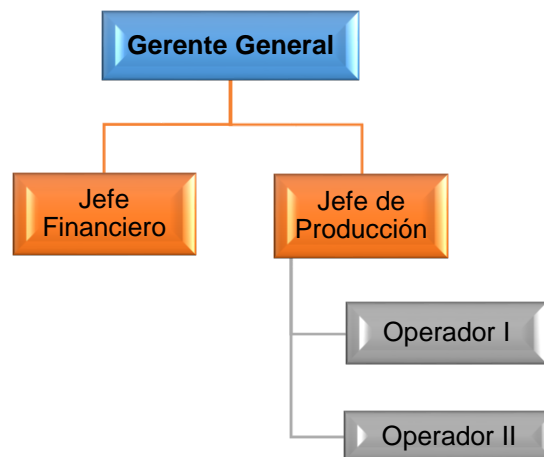 Gerente General
Jefe
Financiero
Jefe de
Producción
Operador I
Operador II